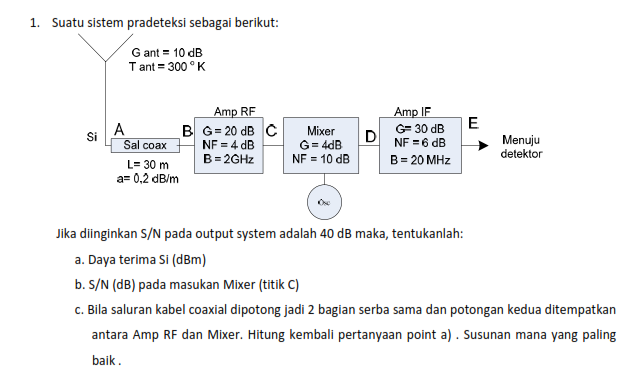 1. Suatu sistem pradeteksi sebagai berikut:
G ant = 10 dB
T ant = 300 ° K
Amp RF
Amp IF
Si
A
B
C
D
E
Sal coax
G = 20 dB
NF = 4 dB
B = 2GHz
Mixer
G = 4dB
NF = 10 dB
G= 30 dB
NF = 6 dB
B = 20 MHz
Menuju
detektor
L= 30 m
a= 0,2 dB/m
Osc
Jika diinginkan S/N pada output system adalah 40 dB maka, tentukanlah:
a. Daya terima Si (dBm)
b. S/N (dB) pada masukan Mixer (titik C)
c. Bila saluran kabel coaxial dipotong jadi 2 bagian serba sama dan potongan kedua ditempatkan
antara Amp RF dan Mixer. Hitung kembali pertanyaan point a) . Susunan mana yang paling
baik .